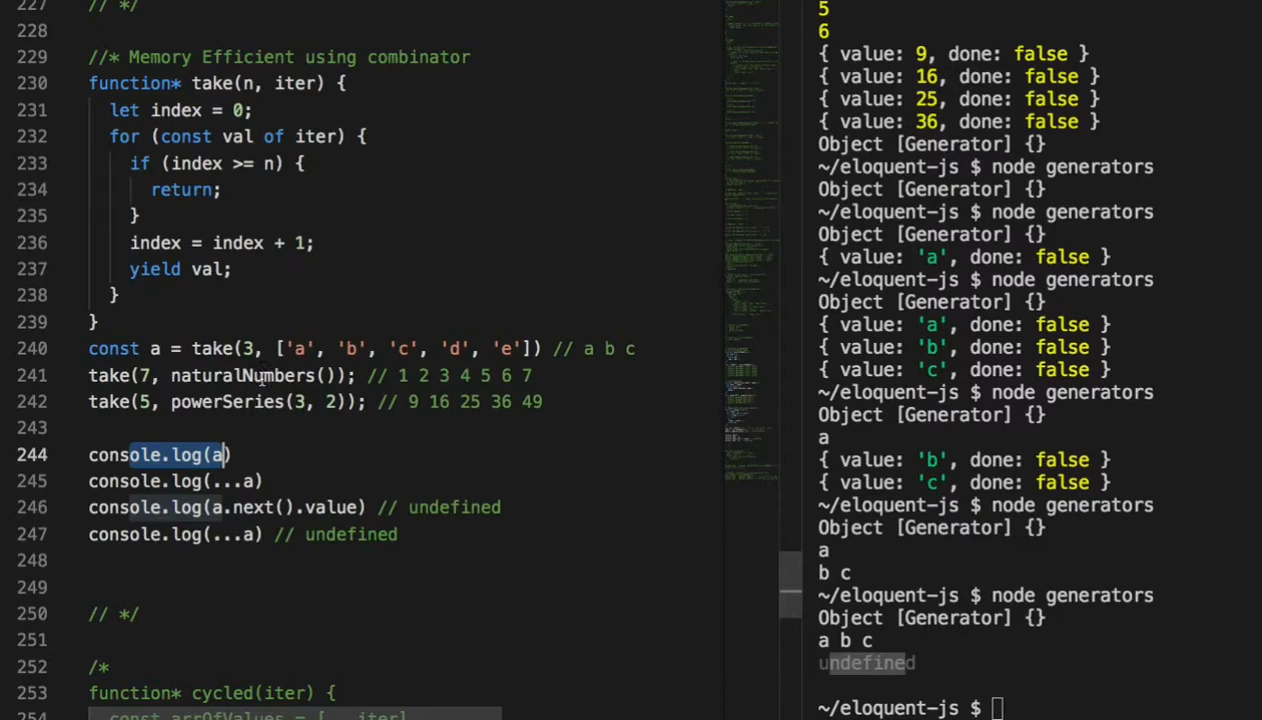 227
// */
228
229 //* Memory Efficient using combinator
230 function* take(n, iter) {
231 let index = 0;
232 for (const val of iter) {
233 if (index >= n) {
234 return;
235 }
236 index = index + 1;
237 yield val;
238 }
239 }
240 const a = take(3, ['a', 'b', 'c', 'd', 'e']) // a b c
241 take(7, naturalNumbers()); // 1 2 3 4 5 6 7
242 take(5, powerSeries(3, 2)); // 9 16 25 36 49
243
244 console.log(a)
245 console.log(...a)
246 console.log(a.next().value) // undefined
247 console.log(...a) // undefined
248
249
250 // */
251
252 /*
253 function* cycled(iter) {
254 const arrOfValues = [...iter]
5
6
{ value: 9, done: false }
{ value: 16, done: false }
{ value: 25, done: false }
{ value: 36, done: false }
Object [Generator] {}
~/eloquent-js $ node generators
Object [Generator] {}
~/eloquent-js $ node generators
Object [Generator] {}
{ value: 'a', done: false }
~/eloquent-js $ node generators
Object [Generator] {}
{ value: 'a', done: false }
{ value: 'b', done: false }
{ value: 'c', done: false }
~/eloquent-js $ node generators
Object [Generator] {}
a
{ value: 'b', done: false }
{ value: 'c', done: false }
~/eloquent-js $ node generators
Object [Generator] {}
a
b c
~/eloquent-js $ node generators
Object [Generator] {}
a b c
undefined
~/eloquent-js $